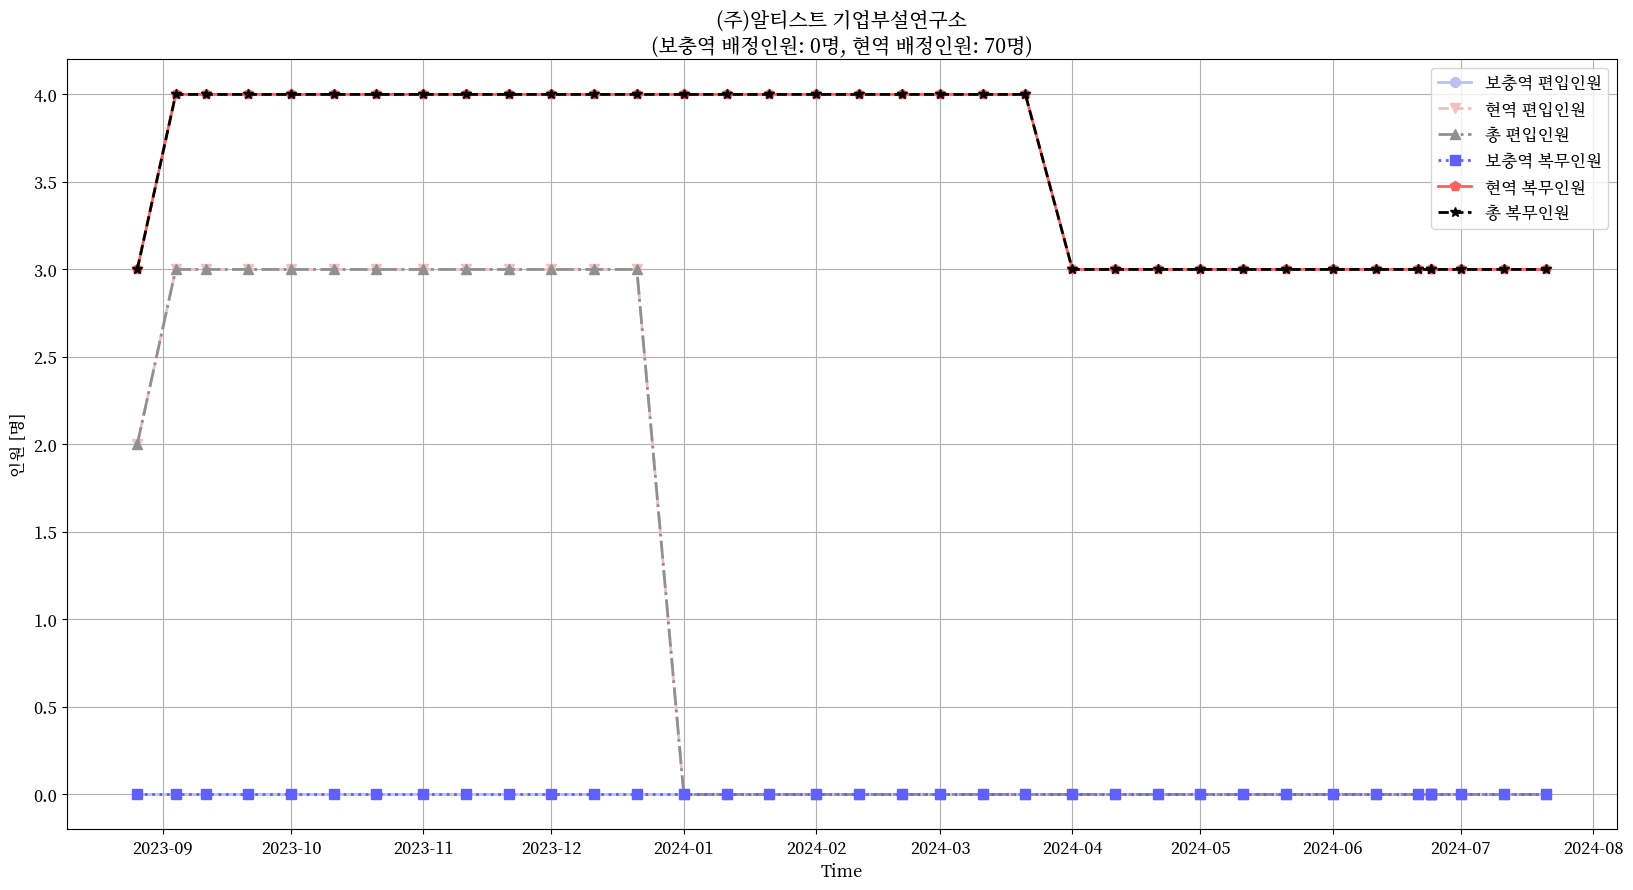 (주)알티스트 기업부설연구소
(보충역 배정인원: 0명, 현역 배정인원: 70명)
보충역 편입인원
현역 편입인원
총 편입인원
보충역 복무인원
현역 복무인원
총 복무인원
인원 [명]
4.0
3.5
3.0
2.5
2.0
1.5
1.0
0.5
0.0
2023-09 2023-10 2023-11 2023-12 2024-01 2024-02 2024-03 2024-04 2024-05 2024-06 2024-07 2024-08
Time